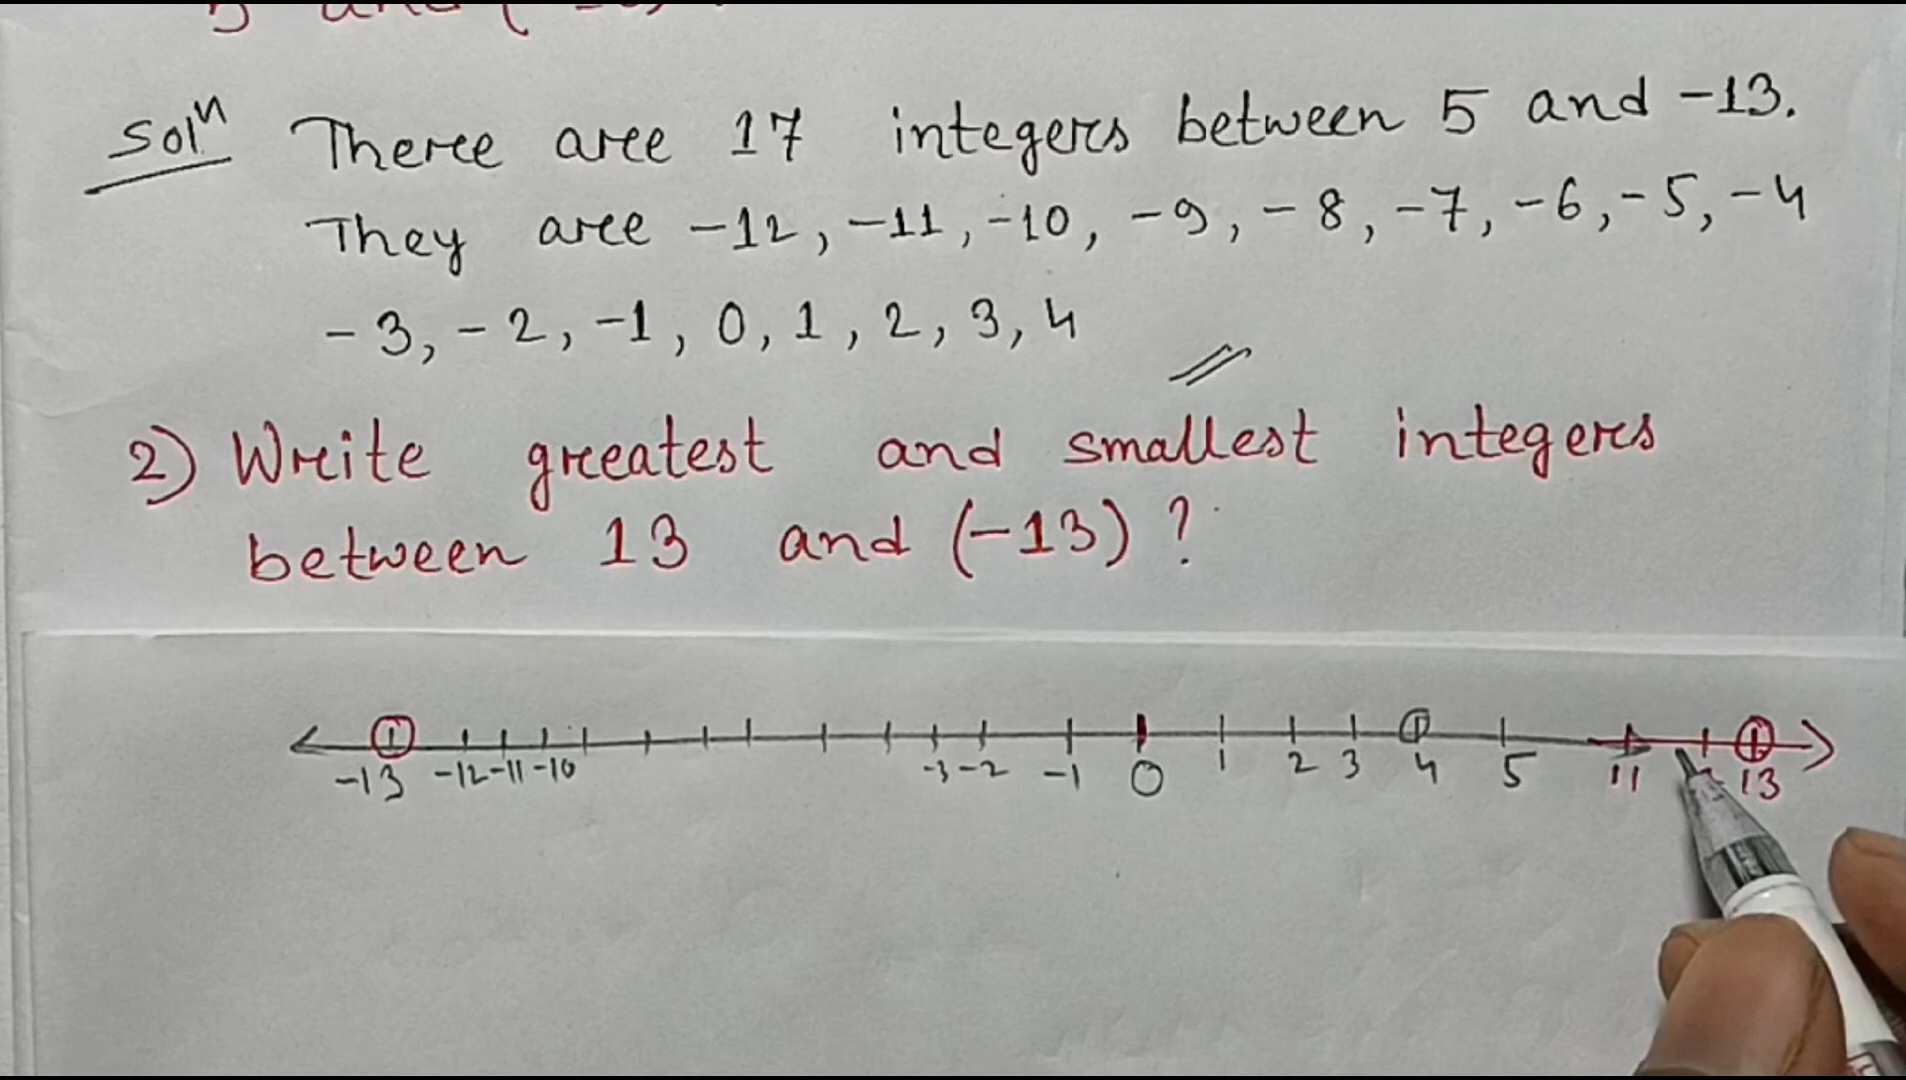 Solⁿ There are 17 integers between 5 and -13.
They are -12, -11, -10, -9, -8, -7, -6, -5, -4
-3, -2, -1, 0, 1, 2, 3, 4
2) Write greatest and smallest integers
between 13 and (-13) ?
-13 -12 -11 -10 -3 -2 -1 0 1 2 3 4 5 11 13